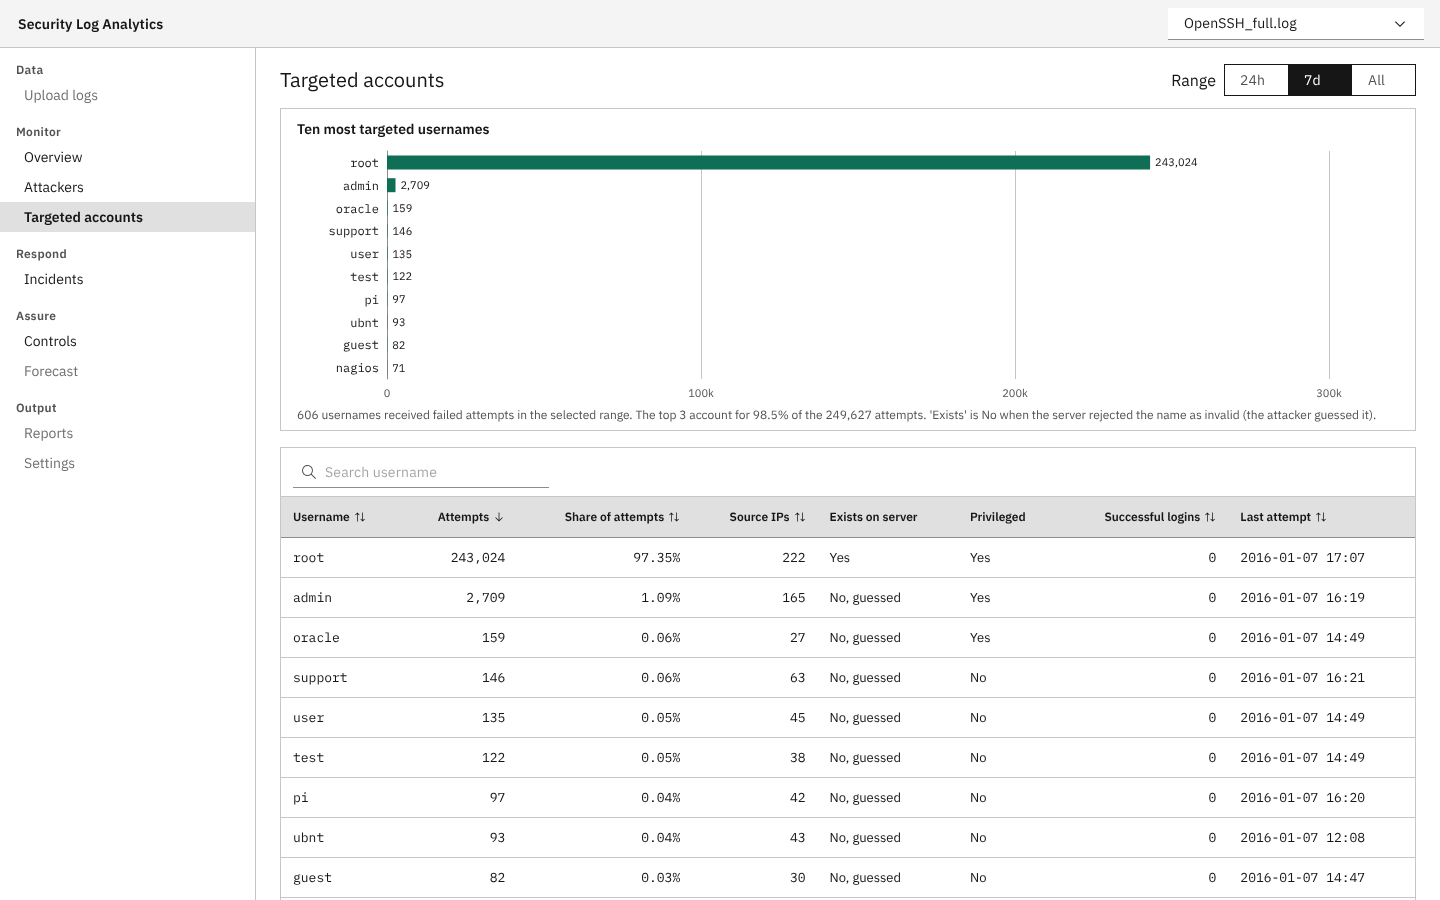 Security Log Analytics
OpenSSH_full.log
Data
Upload logs
Monitor
Overview
Attackers
Targeted accounts
Respond
Incidents
Assure
Controls
Forecast
Output
Reports
Settings
Targeted accounts
Range 24h 7d All
Ten most targeted usernames
root 243,024
admin 2,709
oracle 159
support 146
user 135
test 122
pi 97
ubnt 93
guest 82
nagios 71
0 100k 200k 300k
606 usernames received failed attempts in the selected range. The top 3 account for 98.5% of the 249,627 attempts. 'Exists' is No when the server rejected the name as invalid (the attacker guessed it).
Search username
Username Attempts Share of attempts Source IPs Exists on server Privileged Successful logins Last attempt
root 243,024 97.35% 222 Yes Yes 0 2016-01-07 17:07
admin 2,709 1.09% 165 No, guessed Yes 0 2016-01-07 16:19
oracle 159 0.06% 27 No, guessed Yes 0 2016-01-07 14:49
support 146 0.06% 63 No, guessed No 0 2016-01-07 16:21
user 135 0.05% 45 No, guessed No 0 2016-01-07 14:49
test 122 0.05% 38 No, guessed No 0 2016-01-07 14:49
pi 97 0.04% 42 No, guessed No 0 2016-01-07 16:20
ubnt 93 0.04% 43 No, guessed No 0 2016-01-07 12:08
guest 82 0.03% 30 No, guessed No 0 2016-01-07 14:47